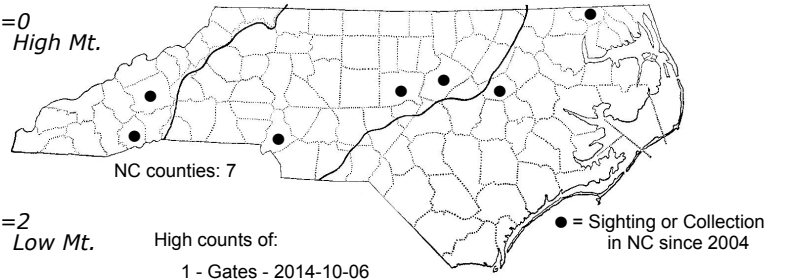 =0
High Mt.
NC counties: 7
=2
Low Mt.
High counts of:
1 - Gates - 2014-10-06
● = Sighting or Collection
in NC since 2004